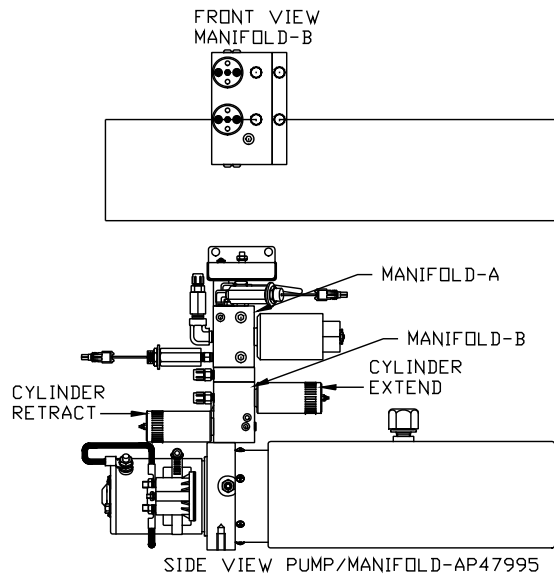 FRONT VIEW
MANIFOLD-B
MANIFOLD-A
MANIFOLD-B
CYLINDER
EXTEND
CYLINDER
RETRACT
SIDE VIEW PUMP/MANIFOLD-AP47995